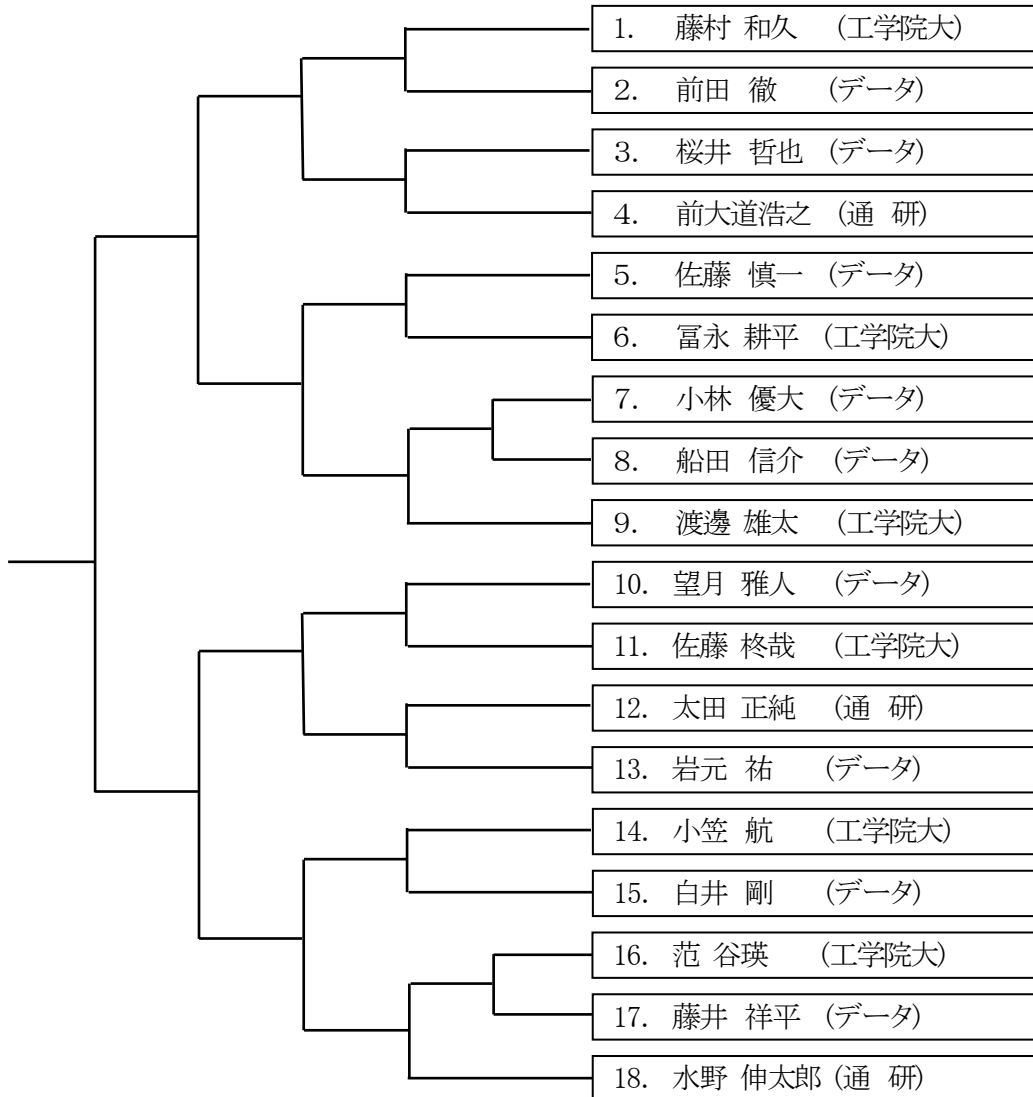 1. 藤村 和久 (工学院大)
2. 前田 徹 (データ)
3. 桜井 哲也 (データ)
4. 前大道浩之 (通 研)
5. 佐藤 慎一 (データ)
6. 冨永 耕平 (工学院大)
7. 小林 優大 (データ)
8. 船田 信介 (データ)
9. 渡邊 雄太 (工学院大)
10. 望月 雅人 (データ)
11. 佐藤 柊哉 (工学院大)
12. 太田 正純 (通 研)
13. 岩元 祐 (データ)
14. 小笠 航 (工学院大)
15. 白井 剛 (データ)
16. 范 谷瑛 (工学院大)
17. 藤井 祥平 (データ)
18. 水野 伸太郎 (通 研)